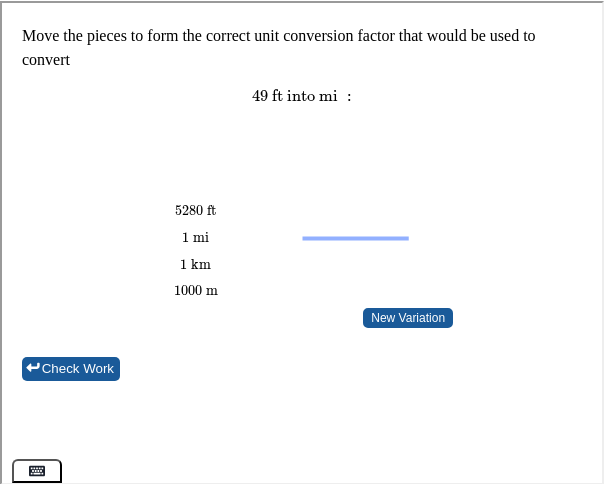 Move the pieces to form the correct unit conversion factor that would be used to
convert
49 ft into mi :
5280 ft
1 mi
1 km
1000 m
New Variation
Check Work